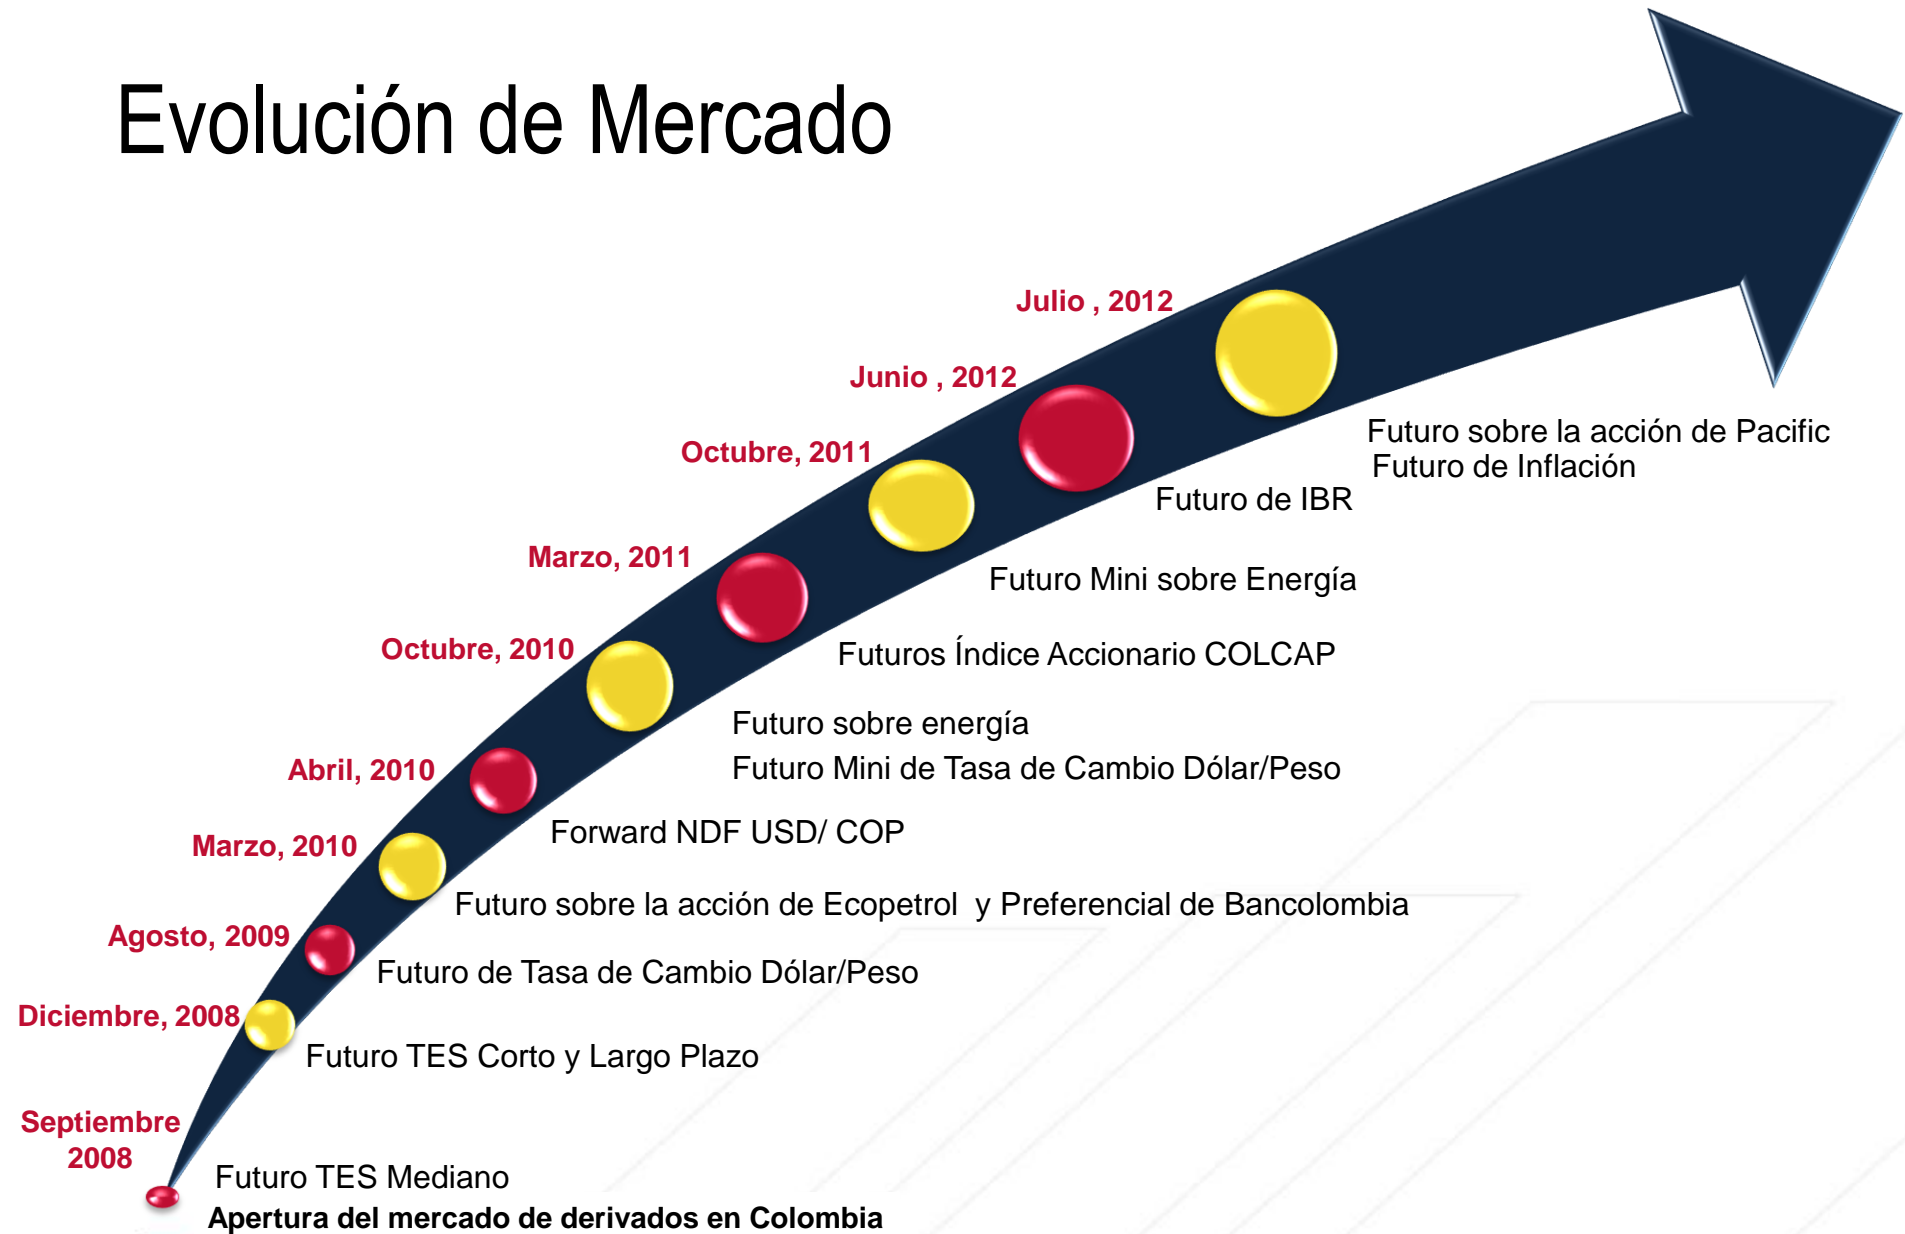 Evolución de Mercado
Julio , 2012
Futuro sobre la acción de Pacific
Futuro de Inflación
Junio , 2012
Futuro de IBR
Octubre, 2011
Futuro Mini sobre Energía
Marzo, 2011
Futuros Índice Accionario COLCAP
Octubre, 2010
Futuro sobre energía
Futuro Mini de Tasa de Cambio Dólar/Peso
Abril, 2010
Forward NDF USD/ COP
Marzo, 2010
Futuro sobre la acción de Ecopetrol  y Preferencial de Bancolombia
Agosto, 2009
Futuro de Tasa de Cambio Dólar/Peso
Diciembre, 2008
Futuro TES Corto y Largo Plazo
Septiembre
2008
Futuro TES Mediano
Apertura del mercado de derivados en Colombia